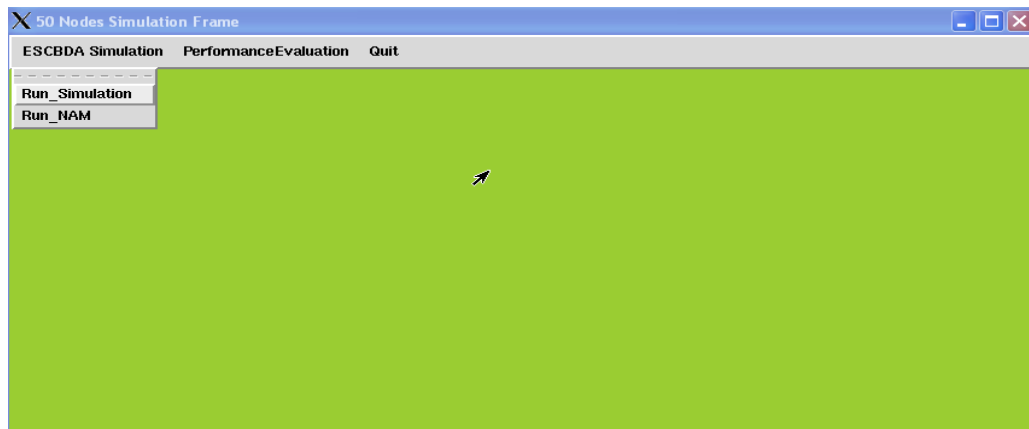 50 Nodes Simulation Frame
ESCBDA Simulation PerformanceEvaluation Quit
Run_Simulation
Run_NAM